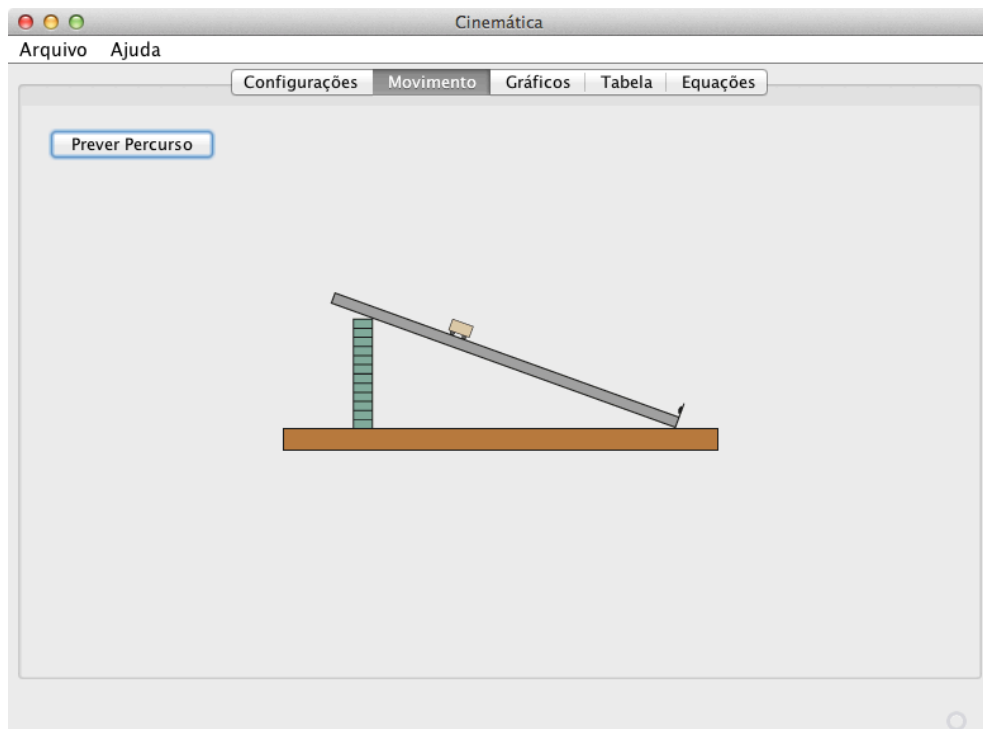 Cinemática
Arquivo Ajuda
Configurações Movimento Gráficos Tabela Equações
Prever Percurso